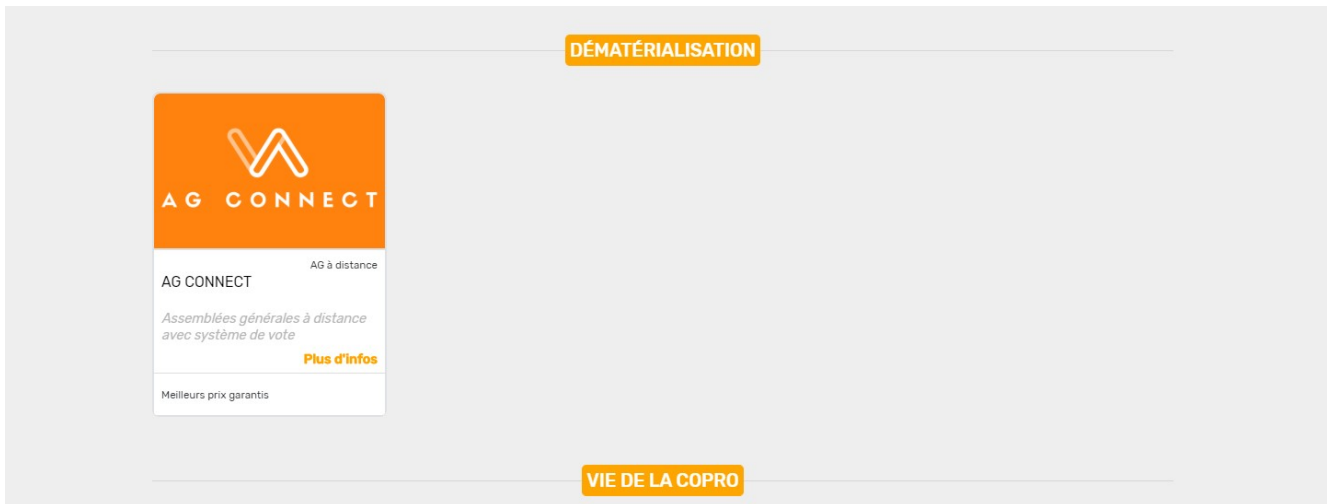 DÉMATÉRIALISATION
AG CONNECT
AG à distance
AG CONNECT
Assemblées générales à distance
avec système de vote
Plus d'infos
Meilleurs prix garantis
VIE DE LA COPRO